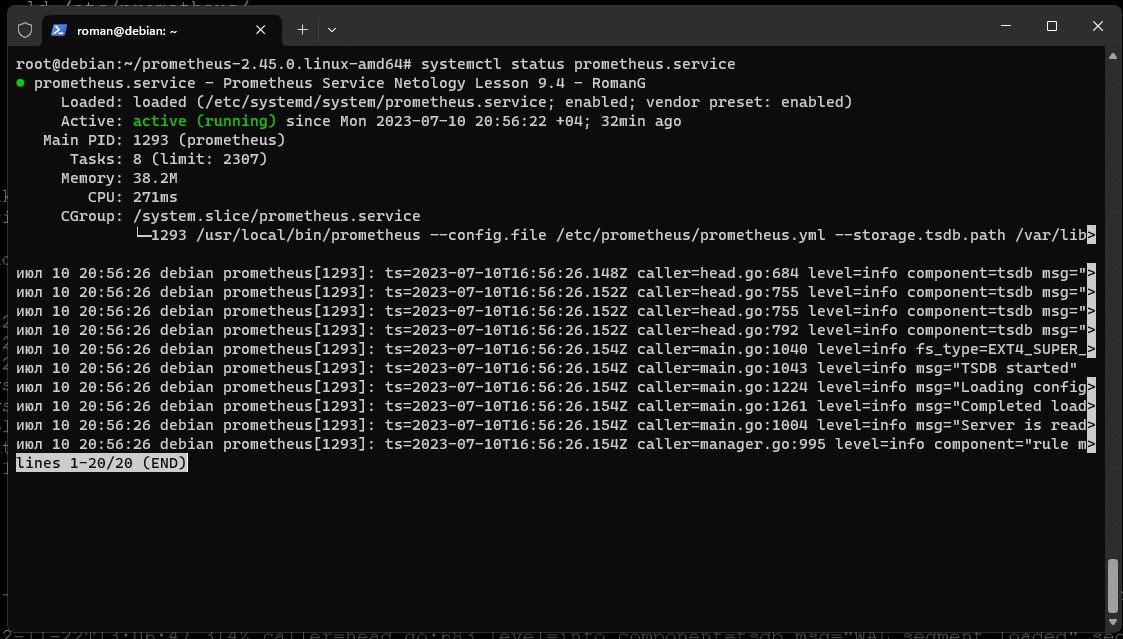 roman@debian: ~
root@debian:~/prometheus-2.45.0.linux-amd64# systemctl status prometheus.service
● prometheus.service - Prometheus Service Netology Lesson 9.4 - RomanG
Loaded: loaded (/etc/systemd/system/prometheus.service; enabled; vendor preset: enabled)
Active: active (running) since Mon 2023-07-10 20:56:22 +04; 32min ago
Main PID: 1293 (prometheus)
Tasks: 8 (limit: 2307)
Memory: 38.2M
CPU: 271ms
CGroup: /system.slice/prometheus.service
└─1293 /usr/local/bin/prometheus --config.file /etc/prometheus/prometheus.yml --storage.tsdb.path /var/lib>
июл 10 20:56:26 debian prometheus[1293]: ts=2023-07-10T16:56:26.148Z caller=head.go:684 level=info component=tsdb msg=">
июл 10 20:56:26 debian prometheus[1293]: ts=2023-07-10T16:56:26.152Z caller=head.go:755 level=info component=tsdb msg=">
июл 10 20:56:26 debian prometheus[1293]: ts=2023-07-10T16:56:26.152Z caller=head.go:755 level=info component=tsdb msg=">
июл 10 20:56:26 debian prometheus[1293]: ts=2023-07-10T16:56:26.152Z caller=head.go:792 level=info component=tsdb msg=">
июл 10 20:56:26 debian prometheus[1293]: ts=2023-07-10T16:56:26.154Z caller=main.go:1040 level=info fs_type=EXT4_SUPER_>
июл 10 20:56:26 debian prometheus[1293]: ts=2023-07-10T16:56:26.154Z caller=main.go:1043 level=info msg="TSDB started"
июл 10 20:56:26 debian prometheus[1293]: ts=2023-07-10T16:56:26.154Z caller=main.go:1224 level=info msg="Loading config>
июл 10 20:56:26 debian prometheus[1293]: ts=2023-07-10T16:56:26.154Z caller=main.go:1261 level=info msg="Completed load>
июл 10 20:56:26 debian prometheus[1293]: ts=2023-07-10T16:56:26.154Z caller=main.go:1004 level=info msg="Server is read>
июл 10 20:56:26 debian prometheus[1293]: ts=2023-07-10T16:56:26.154Z caller=manager.go:995 level=info component="rule m>
lines 1-20/20 (END)